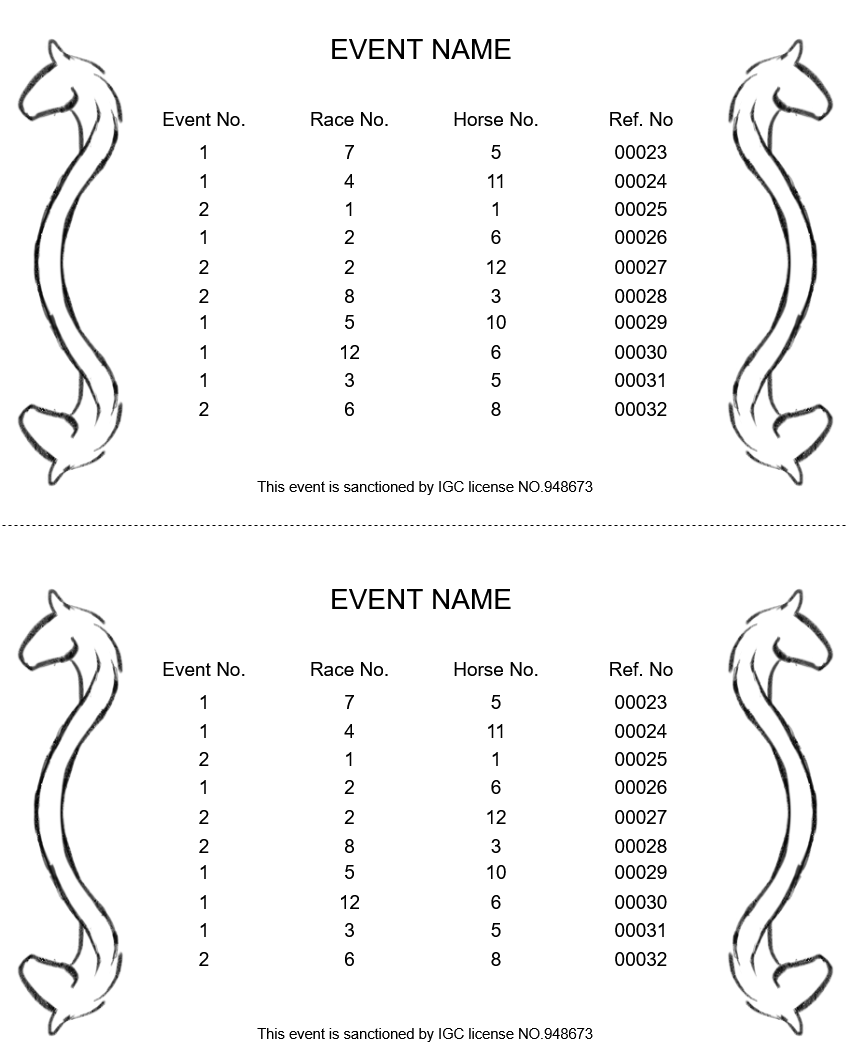 EVENT NAME
Event No. Race No. Horse No. Ref. No
1 7 5 00023
1 4 11 00024
2 1 1 00025
1 2 6 00026
2 2 12 00027
2 8 3 00028
1 5 10 00029
1 12 6 00030
1 3 5 00031
2 6 8 00032
This event is sanctioned by IGC license NO.948673
EVENT NAME
Event No. Race No. Horse No. Ref. No
1 7 5 00023
1 4 11 00024
2 1 1 00025
1 2 6 00026
2 2 12 00027
2 8 3 00028
1 5 10 00029
1 12 6 00030
1 3 5 00031
2 6 8 00032
This event is sanctioned by IGC license NO.948673